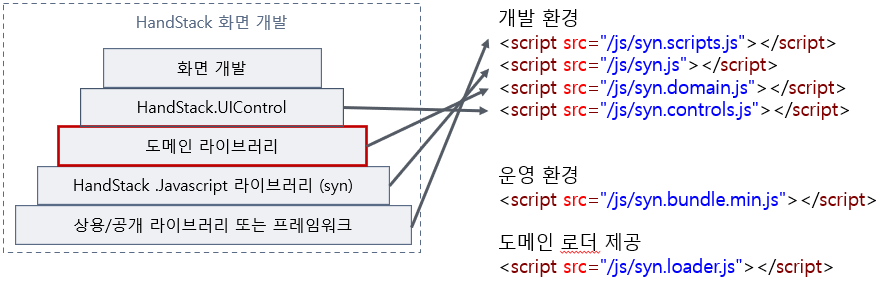 HandStack 화면 개발
화면 개발
HandStack.UIControl
도메인 라이브러리
HandStack .Javascript 라이브러리 (syn)
상용/공개 라이브러리 또는 프레임워크
개발 환경
<script src="/js/syn.scripts.js"></script>
<script src="/js/syn.js"></script>
<script src="/js/syn.domain.js"></script>
<script src="/js/syn.controls.js"></script>
운영 환경
<script src="/js/syn.bundle.min.js"></script>
도메인 로더 제공
<script src="/js/syn.loader.js"></script>